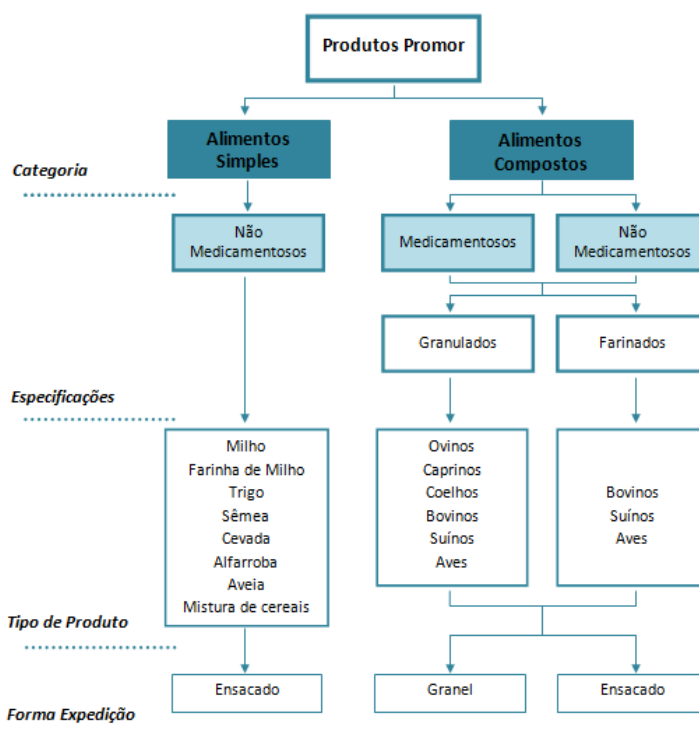 Produtos Promor
Alimentos
Simples
Alimentos
Compostos
Categoria
Não
Medicamentosos
Medicamentosos
Não
Medicamentosos
Granulados
Farinados
Especificações
Milho
Farinha de Milho
Trigo
Sêmea
Cevada
Alfarroba
Aveia
Mistura de cereais
Ovinos
Caprinos
Coelhos
Bovinos
Suínos
Aves
Bovinos
Suínos
Aves
Tipo de Produto
Ensacado
Granel
Ensacado
Forma Expedição